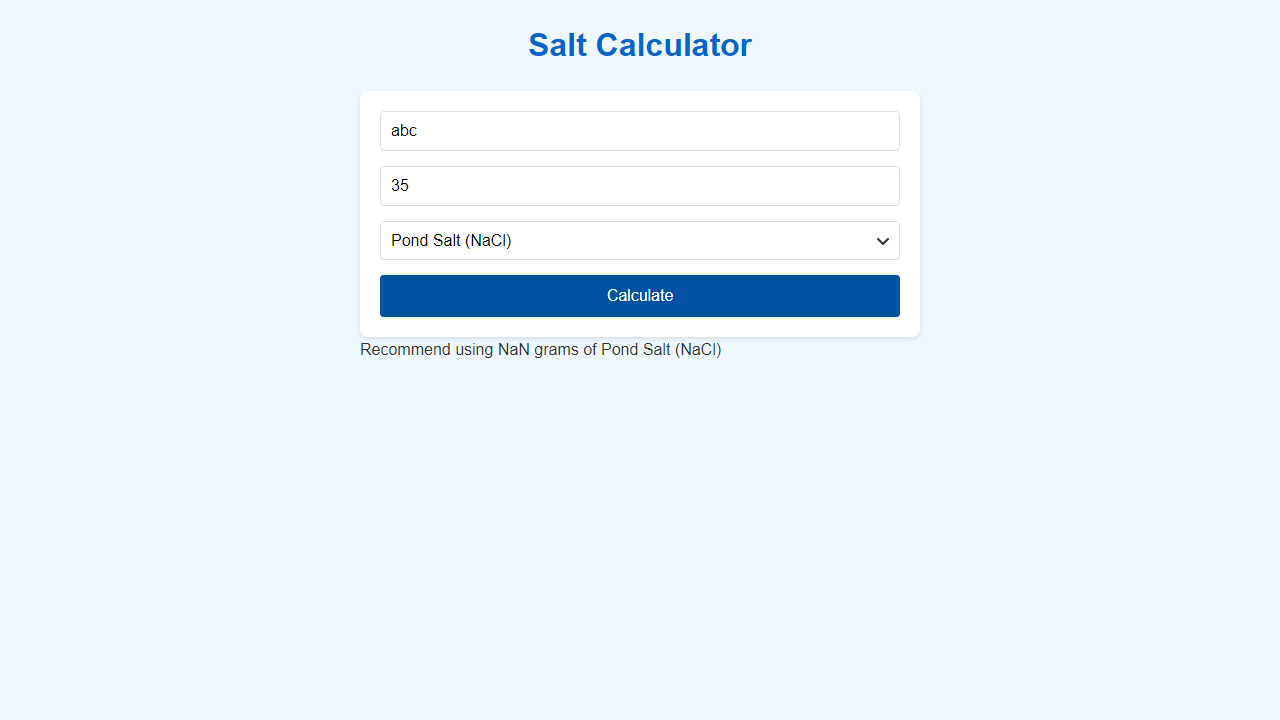 Salt Calculator
abc
35
Pond Salt (NaCl)
Calculate
Recommend using NaN grams of Pond Salt (NaCl)